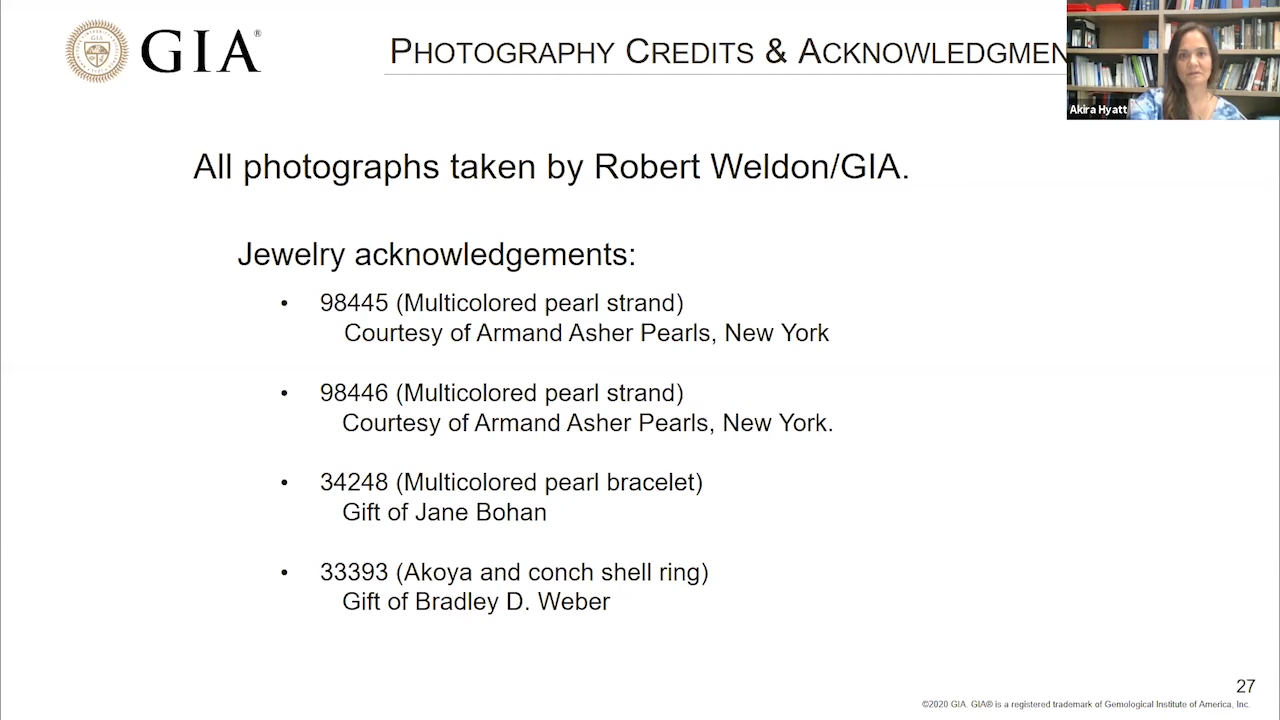 GIA®
PHOTOGRAPHY CREDITS & ACKNOWLEDGMEN
Akira Hyatt
All photographs taken by Robert Weldon/GIA.
Jewelry acknowledgements:
• 98445 (Multicolored pearl strand)
Courtesy of Armand Asher Pearls, New York
• 98446 (Multicolored pearl strand)
Courtesy of Armand Asher Pearls, New York.
• 34248 (Multicolored pearl bracelet)
Gift of Jane Bohan
• 33393 (Akoya and conch shell ring)
Gift of Bradley D. Weber
27
©2020 GIA. GIA® is a registered trademark of Gemological Institute of America, Inc.